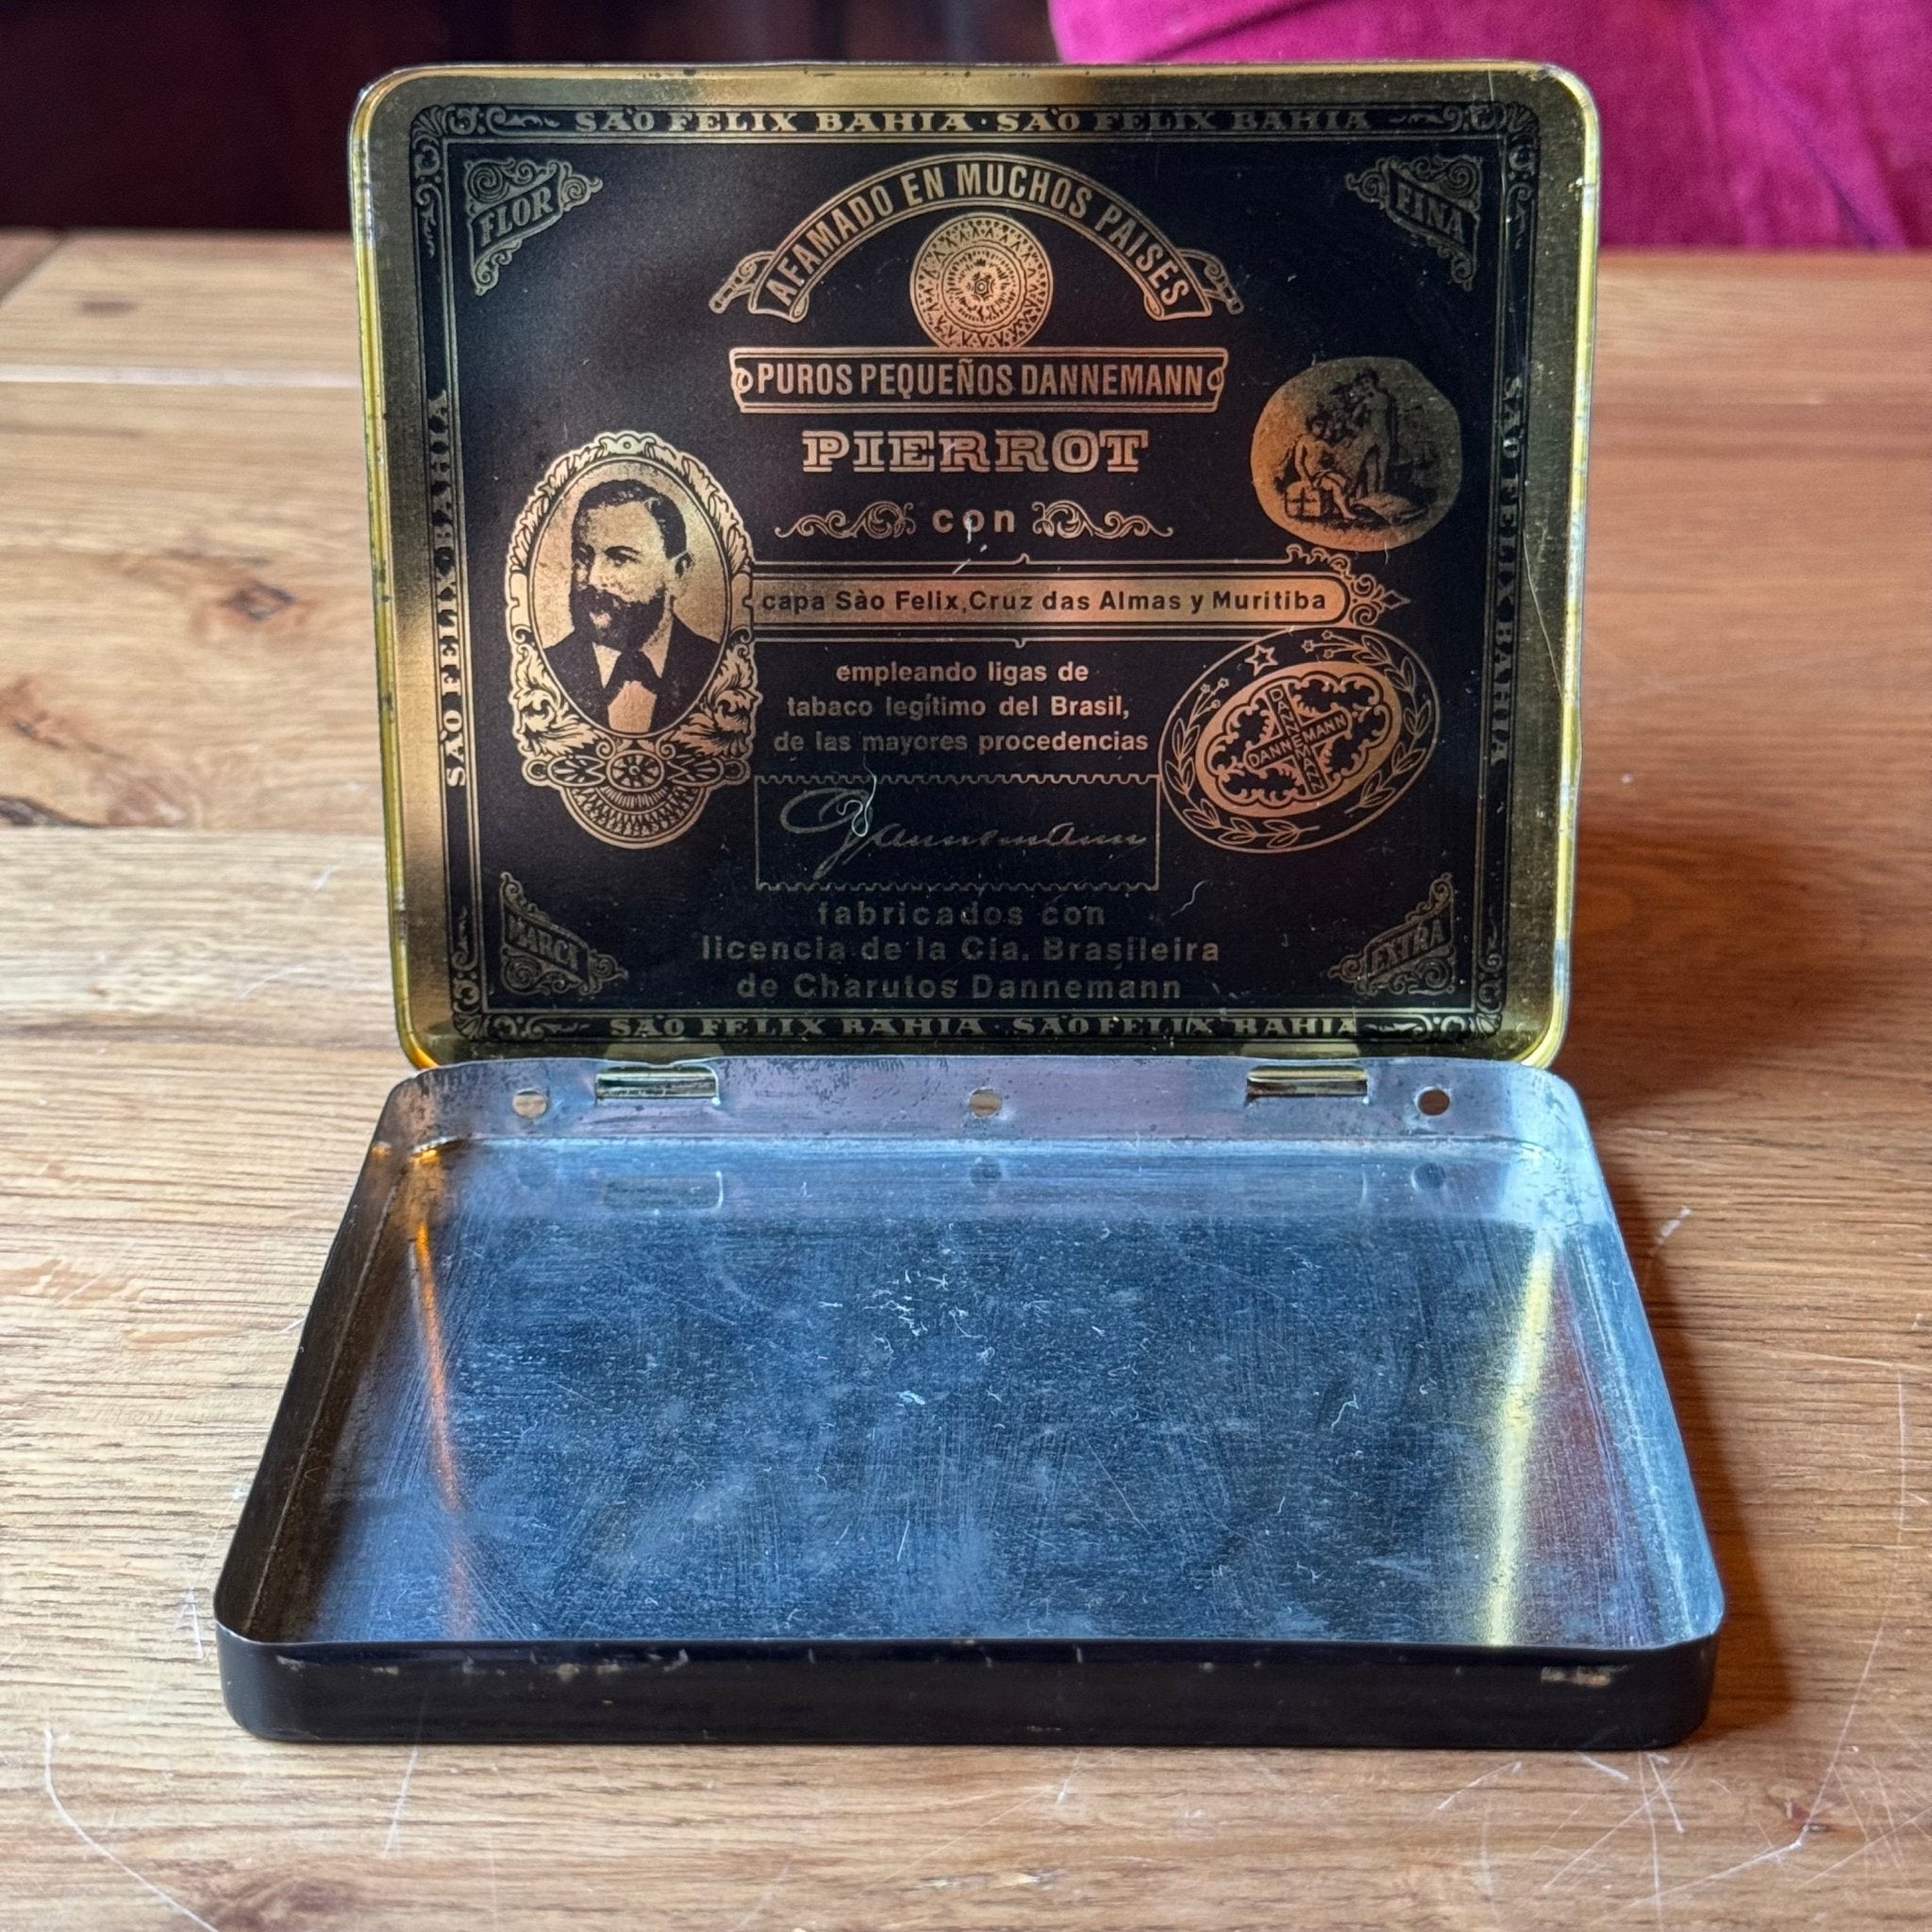 SÃO FELIX BAHIA · SÃO FELIX BAHIA
FLOR
FINA
AFAMADO EN MUCHOS PAISES
PUROS PEQUEÑOS DANNEMANN
PIERROT
con
capa São Felix, Cruz das Almas y Muritiba
empleando ligas de
tabaco legítimo del Brasil,
de las mayores procedencias
DANNEMANN
DANNEMANN
Dannemann
fabricados con
licencia de la Cia. Brasileira
de Charutos Dannemann
EXTRA
SÃO FELIX BAHIA
SÃO FELIX BAHIA
SÃO FELIX BAHIA · SÃO FELIX BAHIA